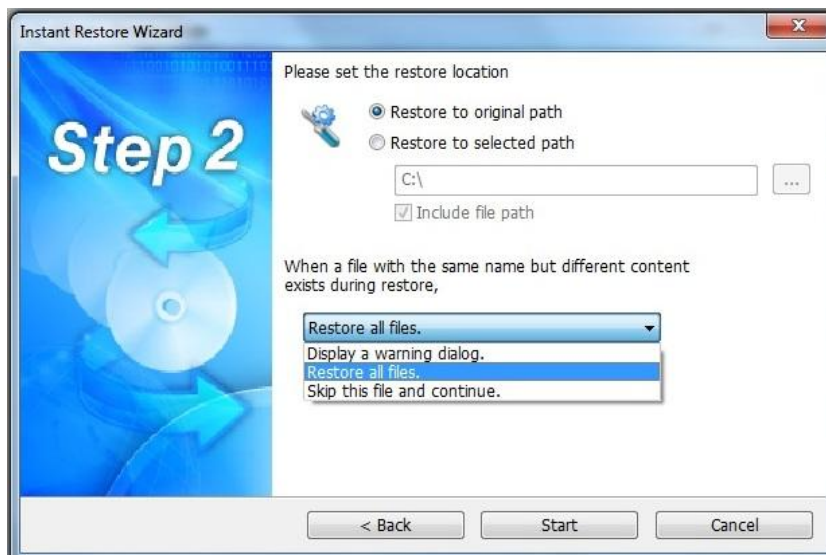 Instant Restore Wizard
Step 2
Please set the restore location
Restore to original path
Restore to selected path
C:\
...
Include file path
When a file with the same name but different content
exists during restore,
Restore all files.
Display a warning dialog.
Restore all files.
Skip this file and continue.
< Back
Start
Cancel